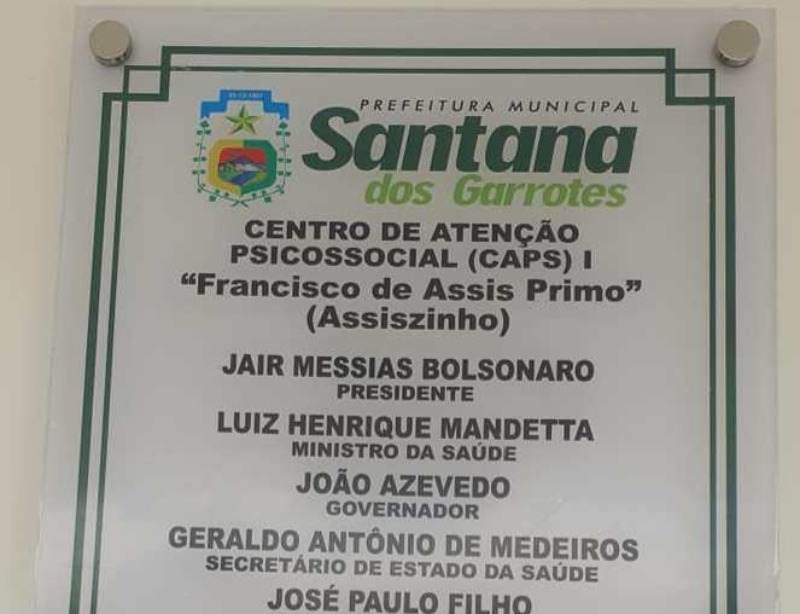 PREFEITURA MUNICIPAL
Santana
dos Garrotes
CENTRO DE ATENÇÃO
PSICOSSOCIAL (CAPS) I
“Francisco de Assis Primo”
(Assiszinho)
JAIR MESSIAS BOLSONARO
PRESIDENTE
LUIZ HENRIQUE MANDETTA
MINISTRO DA SAÚDE
JOÃO AZEVEDO
GOVERNADOR
GERALDO ANTÔNIO DE MEDEIROS
SECRETÁRIO DE ESTADO DA SAÚDE
JOSÉ PAULO FILHO